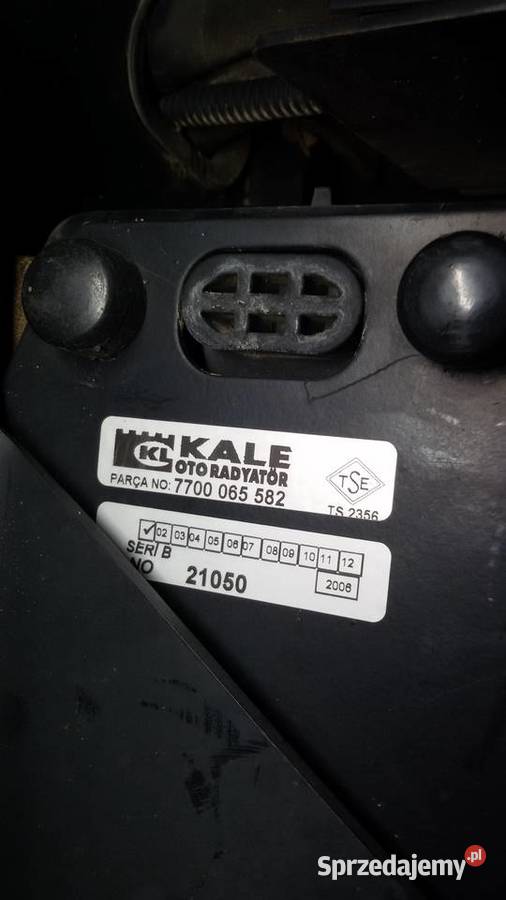 KL KALE
OTO RADYATÖR
PARÇA NO: 7700 065 582
TSE
TS 2356
✓ 02 03 04 05 06 07 08 09 10 11 12
SERİ B
NO 21050
2006
Sprzedajemy.pl